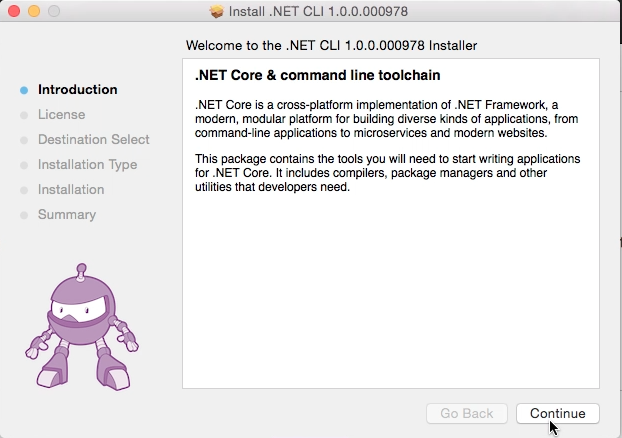 Install .NET CLI 1.0.0.000978
Welcome to the .NET CLI 1.0.0.000978 Installer
Introduction
License
Destination Select
Installation Type
Installation
Summary
.NET Core & command line toolchain
.NET Core is a cross-platform implementation of .NET Framework, a
modern, modular platform for building diverse kinds of applications, from
command-line applications to microservices and modern websites.
This package contains the tools you will need to start writing applications
for .NET Core. It includes compilers, package managers and other
utilities that developers need.
Go Back
Continue